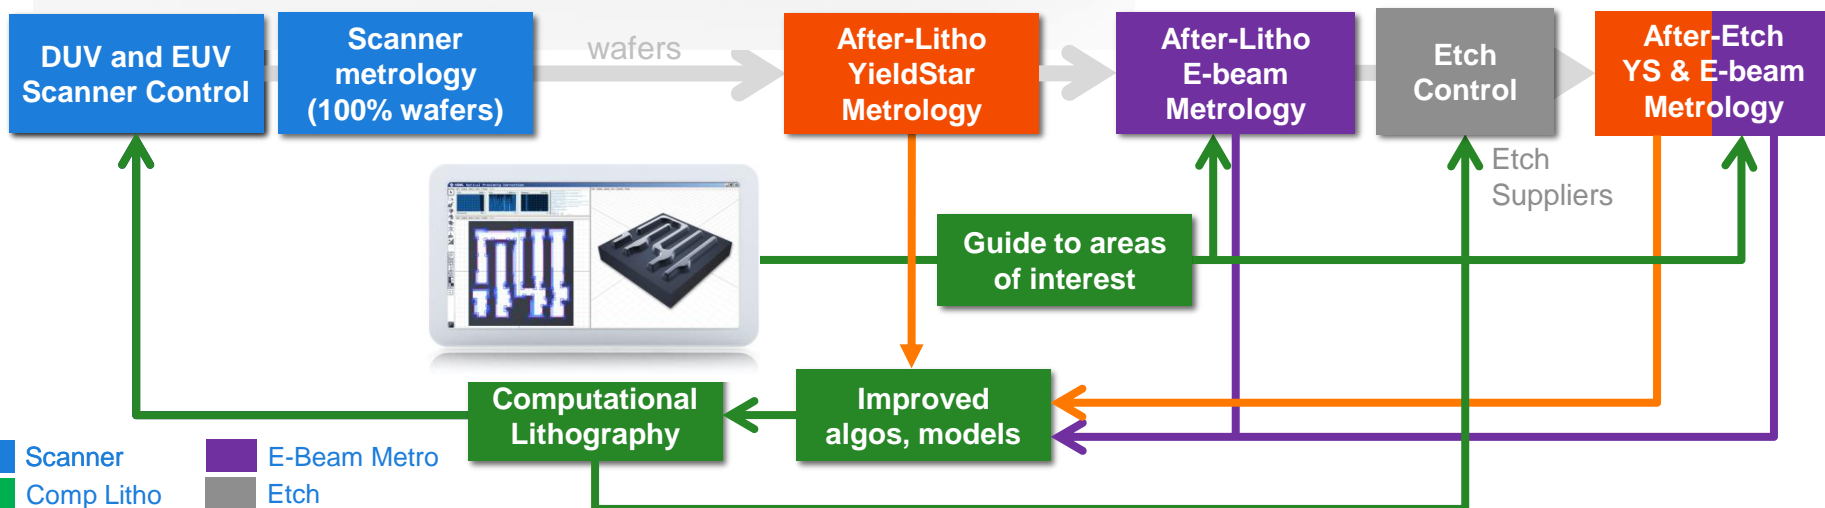 DUV and EUV
Scanner Control
Scanner
metrology
(100% wafers)
wafers
After-Litho
YieldStar
Metrology
After-Litho
E-beam
Metrology
Etch
Control
After-Etch
YS & E-beam
Metrology
Etch
Suppliers
Guide to areas
of interest
Computational
Lithography
Improved
algos, models
Scanner
E-Beam Metro
Comp Litho
Etch